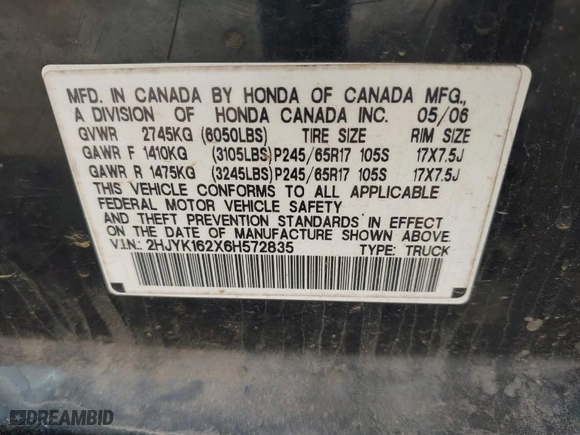 MFD. IN CANADA BY HONDA OF CANADA MFG.,
A DIVISION OF HONDA CANADA INC. 05/06
GVWR 2745KG (6050LBS) TIRE SIZE RIM SIZE
GAWR F 1410KG (3105LBS)P245/65R17 105S 17X7.5J
GAWR R 1475KG (3245LBS)P245/65R17 105S 17X7.5J
THIS VEHICLE CONFORMS TO ALL APPLICABLE
FEDERAL MOTOR VEHICLE SAFETY
AND THEFT PREVENTION STANDARDS IN EFFECT
ON THE DATE OF MANUFACTURE SHOWN ABOVE.
V.I.N.: 2HJYK162X6H572835 TYPE: TRUCK
DREAMBID